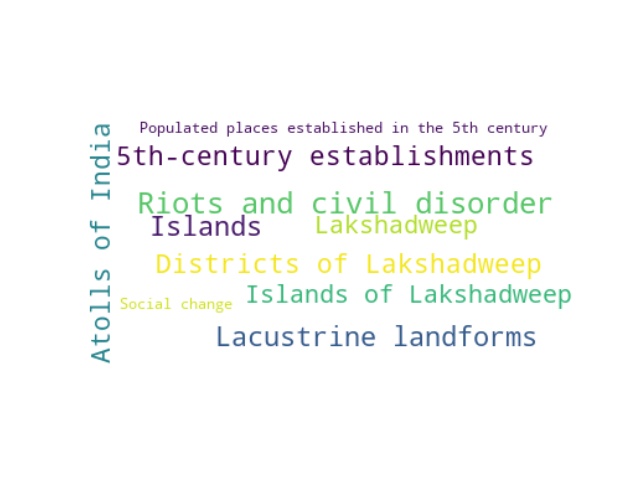 Populated places established in the 5th century
5th-century establishments
Riots and civil disorder
Islands
Lakshadweep
Districts of Lakshadweep
Islands of Lakshadweep
Social change
Lacustrine landforms
Atolls of India